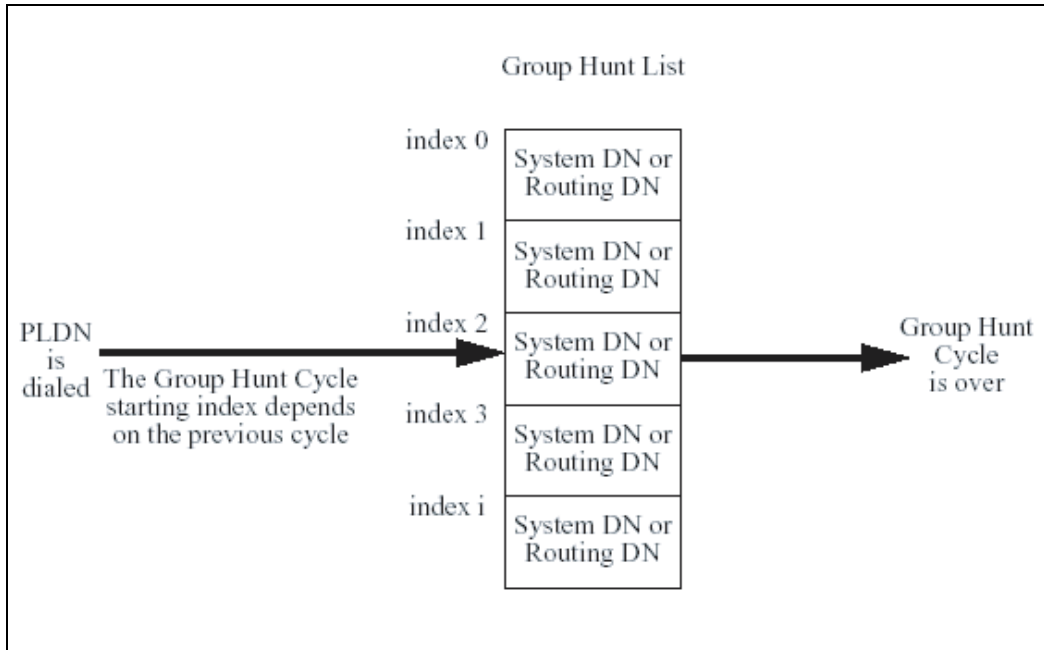 Group Hunt List
index 0
System DN or
Routing DN
index 1
System DN or
Routing DN
index 2
System DN or
Routing DN
index 3
System DN or
Routing DN
index i
System DN or
Routing DN
PLDN
is
dialed
The Group Hunt Cycle
starting index depends
on the previous cycle
Group Hunt
Cycle
is over